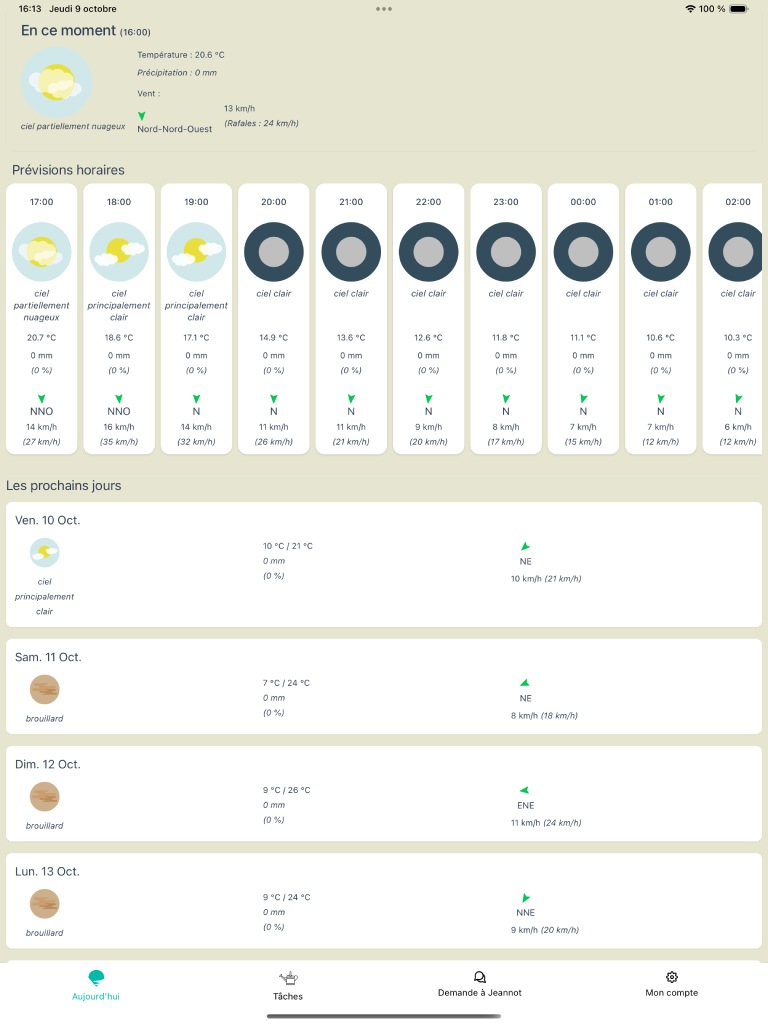 16:13 Jeudi 9 octobre
100 %
En ce moment (16:00)
Température : 20.6 °C
Précipitation : 0 mm
Vent :
13 km/h
Nord-Nord-Ouest
(Rafales : 24 km/h)
ciel partiellement nuageux
Prévisions horaires
17:00 18:00 19:00 20:00 21:00 22:00 23:00 00:00 01:00 02:00
ciel ciel ciel ciel clair ciel clair ciel clair ciel clair ciel clair ciel clair ciel clair
partiellement principalement principalement
nuageux clair clair
20.7 °C 18.6 °C 17.1 °C 14.9 °C 13.6 °C 12.6 °C 11.8 °C 11.1 °C 10.6 °C 10.3 °C
0 mm 0 mm 0 mm 0 mm 0 mm 0 mm 0 mm 0 mm 0 mm 0 mm
(0 %) (0 %) (0 %) (0 %) (0 %) (0 %) (0 %) (0 %) (0 %) (0 %)
NNO NNO N N N N N N N N
14 km/h 16 km/h 14 km/h 11 km/h 11 km/h 9 km/h 8 km/h 7 km/h 7 km/h 6 km/h
(27 km/h) (35 km/h) (32 km/h) (26 km/h) (21 km/h) (20 km/h) (17 km/h) (15 km/h) (12 km/h) (12 km/h)
Les prochains jours
Ven. 10 Oct.
10 °C / 21 °C
0 mm
(0 %)
NE
10 km/h (21 km/h)
ciel
principalement
clair
Sam. 11 Oct.
7 °C / 24 °C
0 mm
(0 %)
NE
8 km/h (18 km/h)
brouillard
Dim. 12 Oct.
9 °C / 26 °C
0 mm
(0 %)
ENE
11 km/h (24 km/h)
brouillard
Lun. 13 Oct.
9 °C / 24 °C
0 mm
(0 %)
NNE
9 km/h (20 km/h)
brouillard
Aujourd'hui Tâches Demande à Jeannot Mon compte